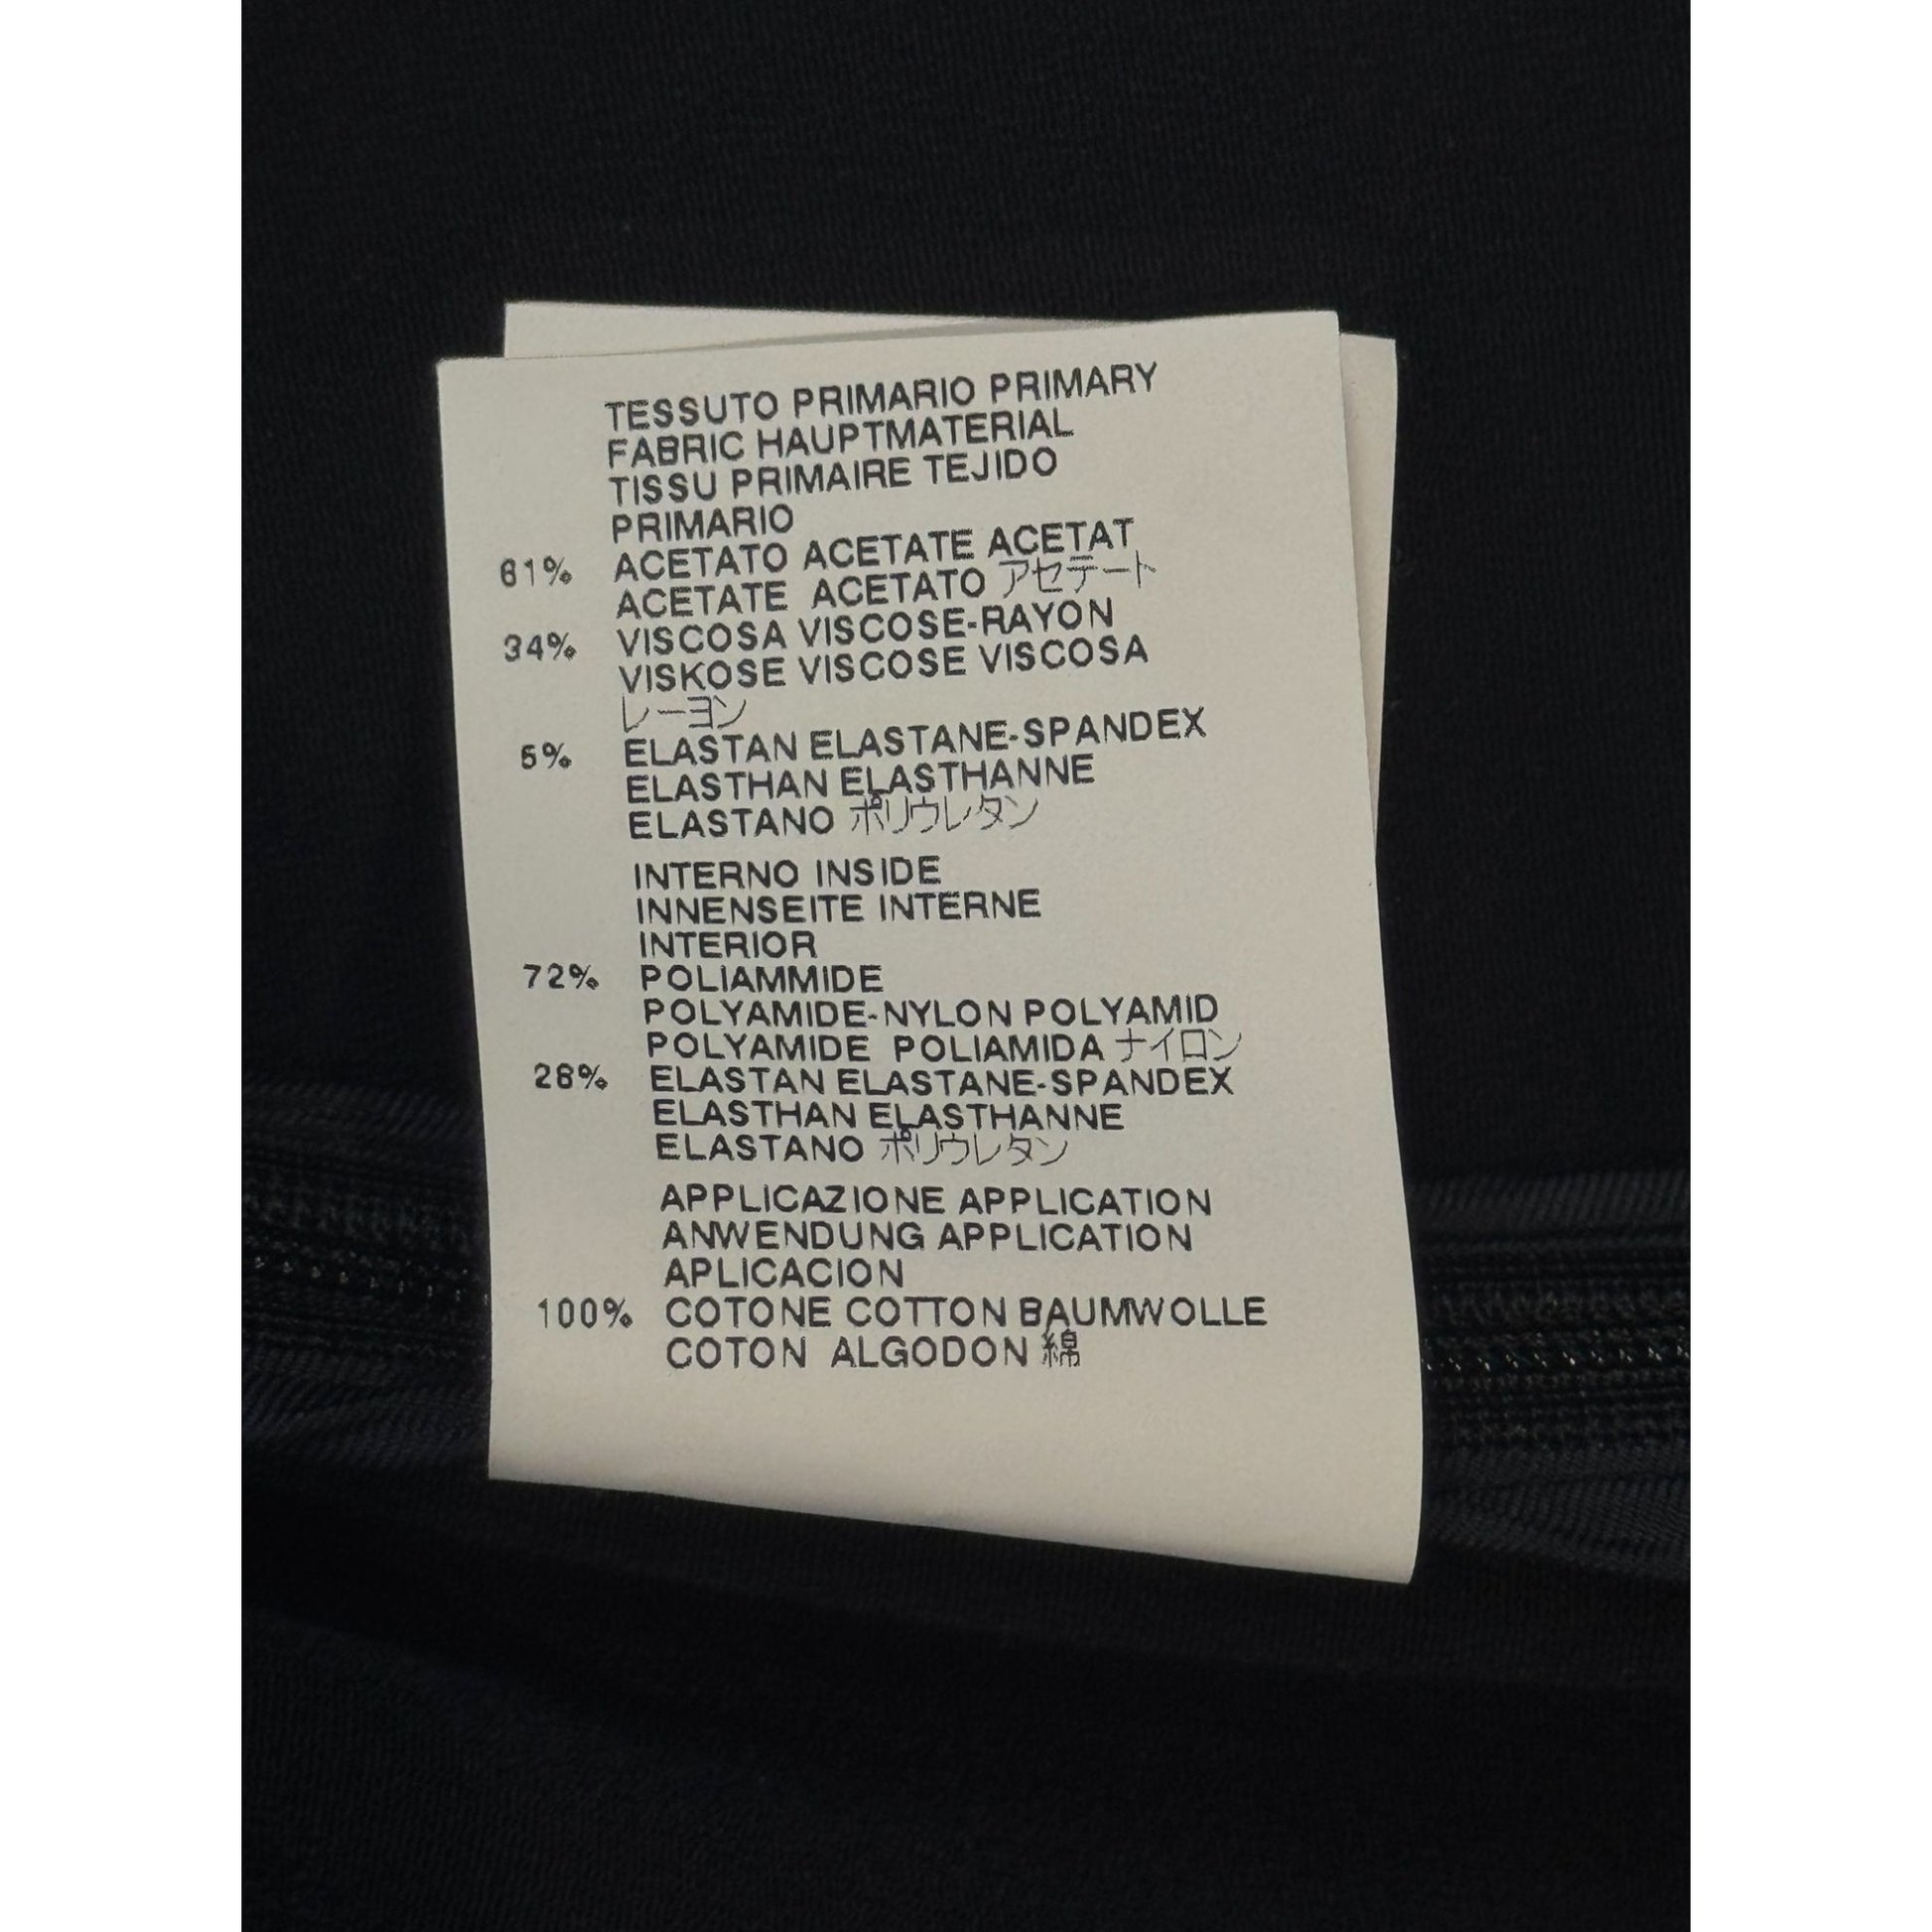 TESSUTO PRIMARIO PRIMARY
FABRIC HAUPTMATERIAL
TISSU PRIMAIRE TEJIDO
PRIMARIO
61% ACETATO ACETATE ACETAT
ACETATE ACETATO アセテート
34% VISCOSA VISCOSE-RAYON
VISKOSE VISCOSE VISCOSA
レーヨン
5% ELASTAN ELASTANE-SPANDEX
ELASTHAN ELASTHANNE
ELASTANO ポリウレタン
INTERNO INSIDE
INNENSEITE INTERNE
INTERIOR
72% POLIAMMIDE
POLYAMIDE-NYLON POLYAMID
POLYAMIDE POLIAMIDA ナイロン
28% ELASTAN ELASTANE-SPANDEX
ELASTHAN ELASTHANNE
ELASTANO ポリウレタン
APPLICAZIONE APPLICATION
ANWENDUNG APPLICATION
APLICACION
100% COTONE COTTON BAUMWOLLE
COTON ALGODON 綿